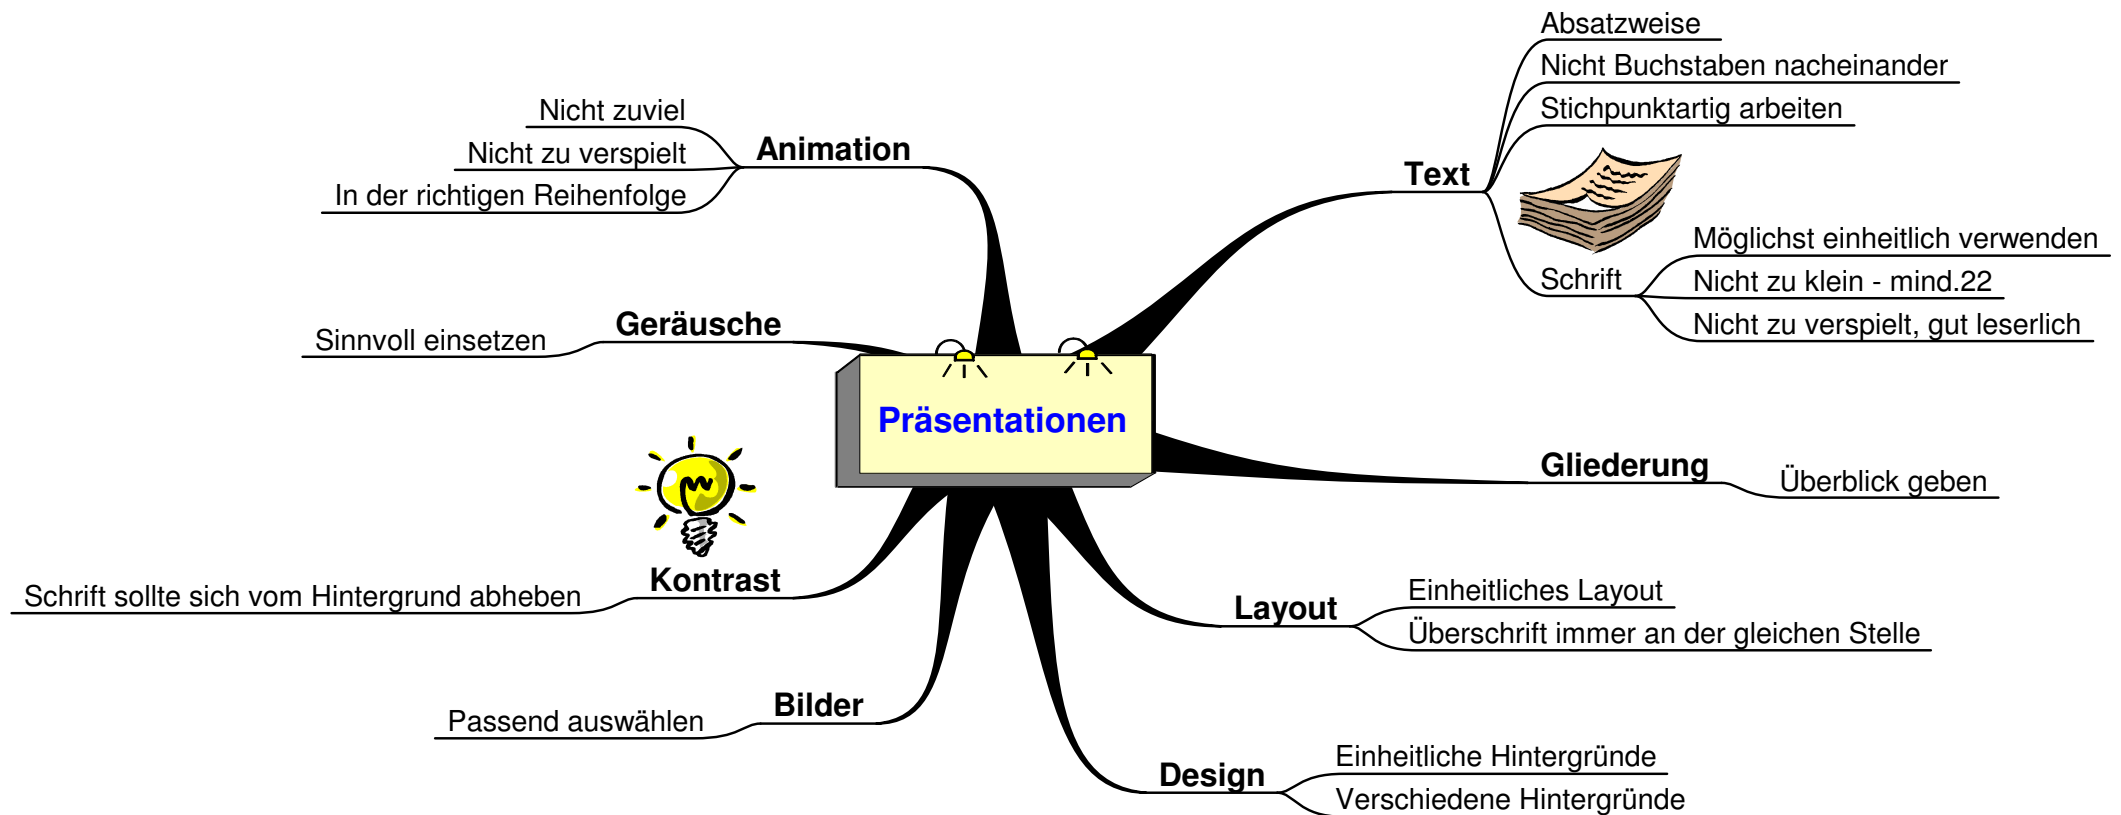 Präsentationen
Text
Absatzweise
Nicht Buchstaben nacheinander
Stichpunktartig arbeiten
Schrift
Möglichst einheitlich verwenden
Nicht zu klein - mind.22
Nicht zu verspielt, gut leserlich
Gliederung
Überblick geben
Layout
Einheitliches Layout
Überschrift immer an der gleichen Stelle
Design
Einheitliche Hintergründe
Verschiedene Hintergründe
Bilder
Passend auswählen
Kontrast
Schrift sollte sich vom Hintergrund abheben
Geräusche
Sinnvoll einsetzen
Animation
Nicht zuviel
Nicht zu verspielt
In der richtigen Reihenfolge